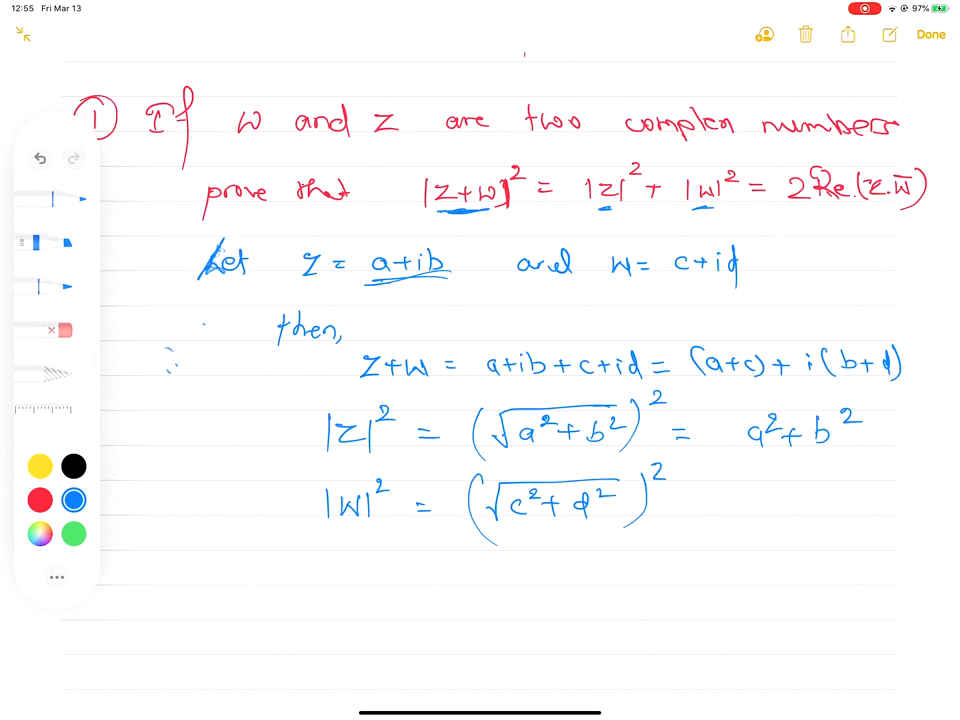 12:55 Fri Mar 13 97%
Done
① If w and z are two complex numbers
prove that |z+w|² = |z|² + |w|² = 2Re.(z.w̅)
Let z = a+ib and w = c+id
∴ then,
z+w = a+ib+c+id = (a+c)+i(b+d)
|z|² = (√a²+b²)² = a²+b²
|w|² = (√c²+d²)²